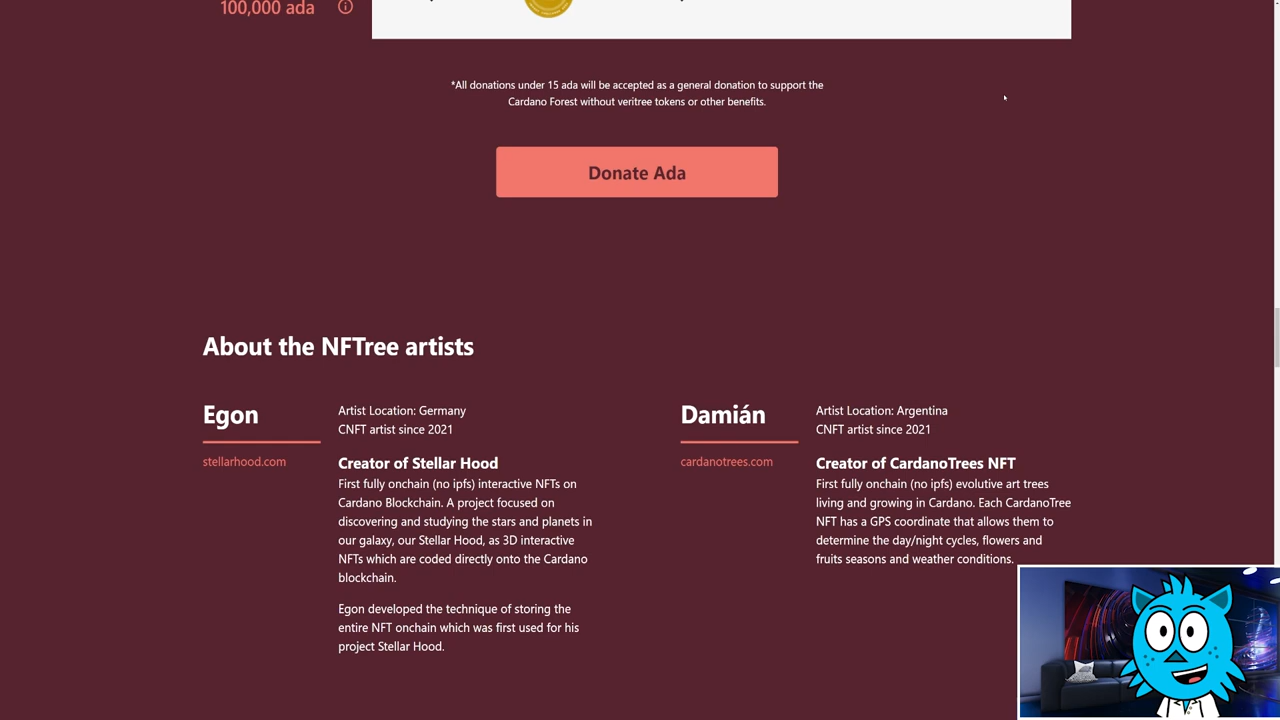 100,000 ada
*All donations under 15 ada will be accepted as a general donation to support the
Cardano Forest without veritree tokens or other benefits.
Donate Ada
About the NFTree artists
Egon
stellarhood.com
Artist Location: Germany
CNFT artist since 2021
Creator of Stellar Hood
First fully onchain (no ipfs) interactive NFTs on
Cardano Blockchain. A project focused on
discovering and studying the stars and planets in
our galaxy, our Stellar Hood, as 3D interactive
NFTs which are coded directly onto the Cardano
blockchain.
Egon developed the technique of storing the
entire NFT onchain which was first used for his
project Stellar Hood.
Damián
cardanotrees.com
Artist Location: Argentina
CNFT artist since 2021
Creator of CardanoTrees NFT
First fully onchain (no ipfs) evolutive art trees
living and growing in Cardano. Each CardanoTree
NFT has a GPS coordinate that allows them to
determine the day/night cycles, flowers and
fruits seasons and weather conditions.